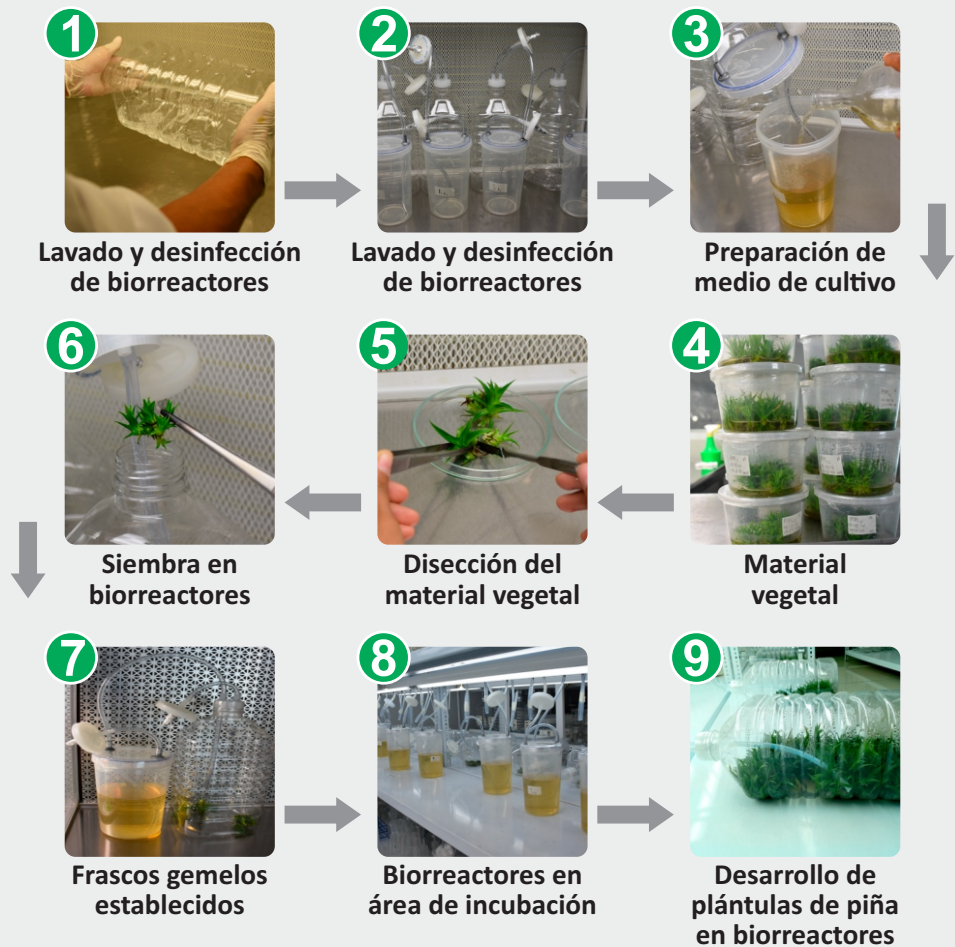 1
Lavado y desinfección
de biorreactores
2
Lavado y desinfección
de biorreactores
3
Preparación de
medio de cultivo
4
Material
vegetal
5
Disección del
material vegetal
6
Siembra en
biorreactores
7
Frascos gemelos
establecidos
8
Biorreactores en
área de incubación
9
Desarrollo de
plántulas de piña
en biorreactores